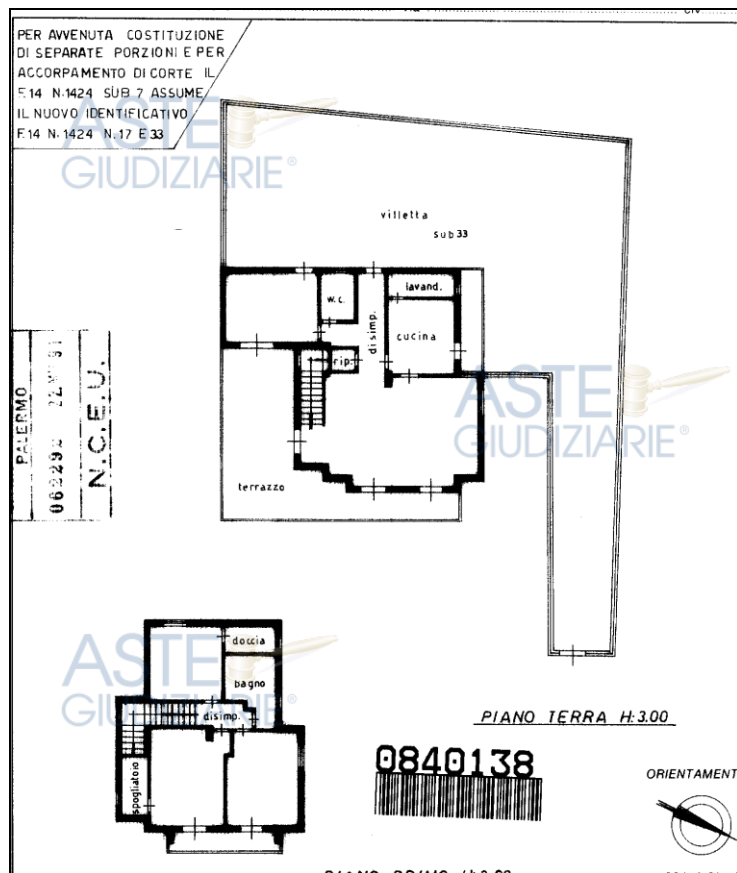 PER AVVENUTA COSTITUZIONE
DI SEPARATE PORZIONI E PER
ACCORPAMENTO DI CORTE IL
F.14 N.1424 SUB 7 ASSUME
IL NUOVO IDENTIFICATIVO
F.14 N.1424 N.17 E 33
ASTE
GIUDIZIARIE®
villetta
sub 33
w.c.
lavand.
disimp.
cucina
rip.
terrazzo
ASTE
GIUDIZIARIE®
PALERMO
N.C.E.U.
doccia
bagno
disimp.
spogliatoio
ASTE
GIUDIZIARIE®
PIANO TERRA H:3.00
0840138
ORIENTAMENT